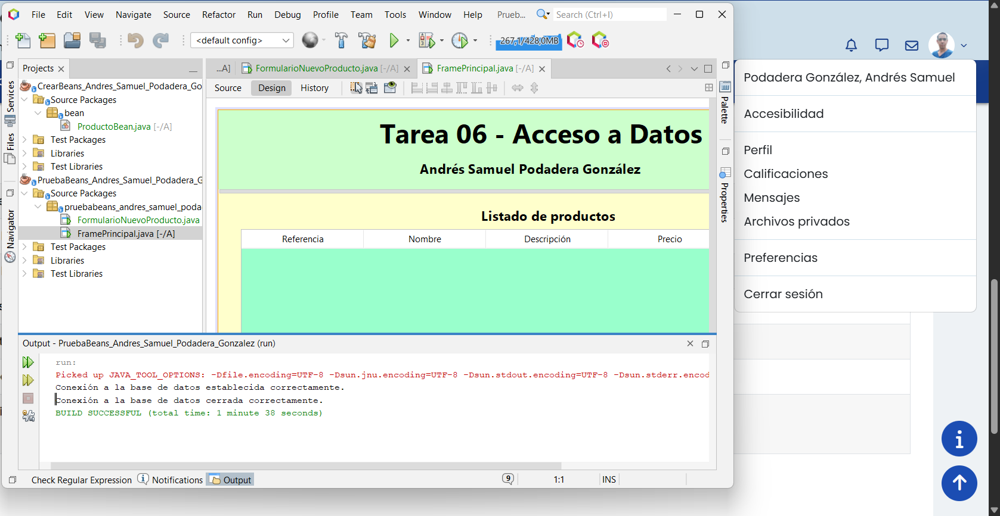 File Edit View Navigate Source Refactor Run Debug Profile Team Tools Window Help Prueb... Search (Ctrl+I)
<default config> 267,1/428,0MB
Projects
...A] FormularioNuevoProducto.java [-/A] FramePrincipal.java [-/A]
Source Design History
Services
Files
Navigator
CrearBeans_Andres_Samuel_Podadera_Go
Source Packages
bean
ProductoBean.java [-/A]
Test Packages
Libraries
Test Libraries
PruebaBeans_Andres_Samuel_Podadera_G
Source Packages
pruebabeans_andres_samuel_poda
FormularioNuevoProducto.java
FramePrincipal.java [-/A]
Test Packages
Libraries
Test Libraries
Tarea 06 - Acceso a Datos
Andrés Samuel Podadera González
Listado de productos
Referencia Nombre Descripción Precio
Palette
Properties
Output - PruebaBeans_Andres_Samuel_Podadera_Gonzalez (run)
run:
Picked up JAVA_TOOL_OPTIONS: -Dfile.encoding=UTF-8 -Dsun.jnu.encoding=UTF-8 -Dsun.stdout.encoding=UTF-8 -Dsun.stderr.encod
Conexión a la base de datos establecida correctamente.
Conexión a la base de datos cerrada correctamente.
BUILD SUCCESSFUL (total time: 1 minute 38 seconds)
Check Regular Expression Notifications Output 9 1:1 INS
Podadera González, Andrés Samuel
Accesibilidad
Perfil
Calificaciones
Mensajes
Archivos privados
Preferencias
Cerrar sesión